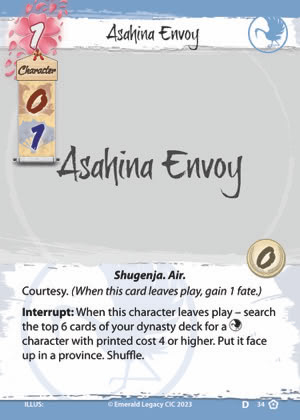 1
Asahina Envoy
Character
0
1
Asahina Envoy
0
Shugenja. Air.
Courtesy. (When this card leaves play, gain 1 fate.)
Interrupt: When this character leaves play – search
the top 6 cards of your dynasty deck for a
character with printed cost 4 or higher. Put it face
up in a province. Shuffle.
ILLUS:
© Emerald Legacy CIC 2023
D 34